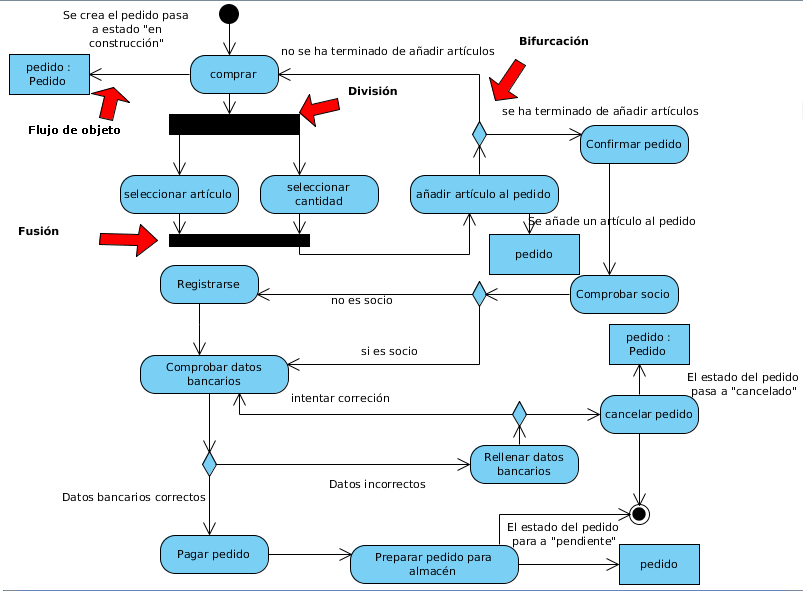 Se crea el pedido pasa
a estado "en
construcción"
no se ha terminado de añadir artículos
Bifurcación
pedido :
Pedido
comprar
División
Flujo de objeto
se ha terminado de añadir artículos
Confirmar pedido
seleccionar artículo
seleccionar
cantidad
añadir artículo al pedido
Se añade un artículo al pedido
Fusión
pedido
Registrarse
no es socio
Comprobar socio
si es socio
pedido :
Pedido
Comprobar datos
bancarios
El estado del pedido
pasa a "cancelado"
intentar correción
cancelar pedido
Rellenar datos
bancarios
Datos incorrectos
Datos bancarios correctos
El estado del pedido
para a "pendiente"
Pagar pedido
Preparar pedido para
almacén
pedido